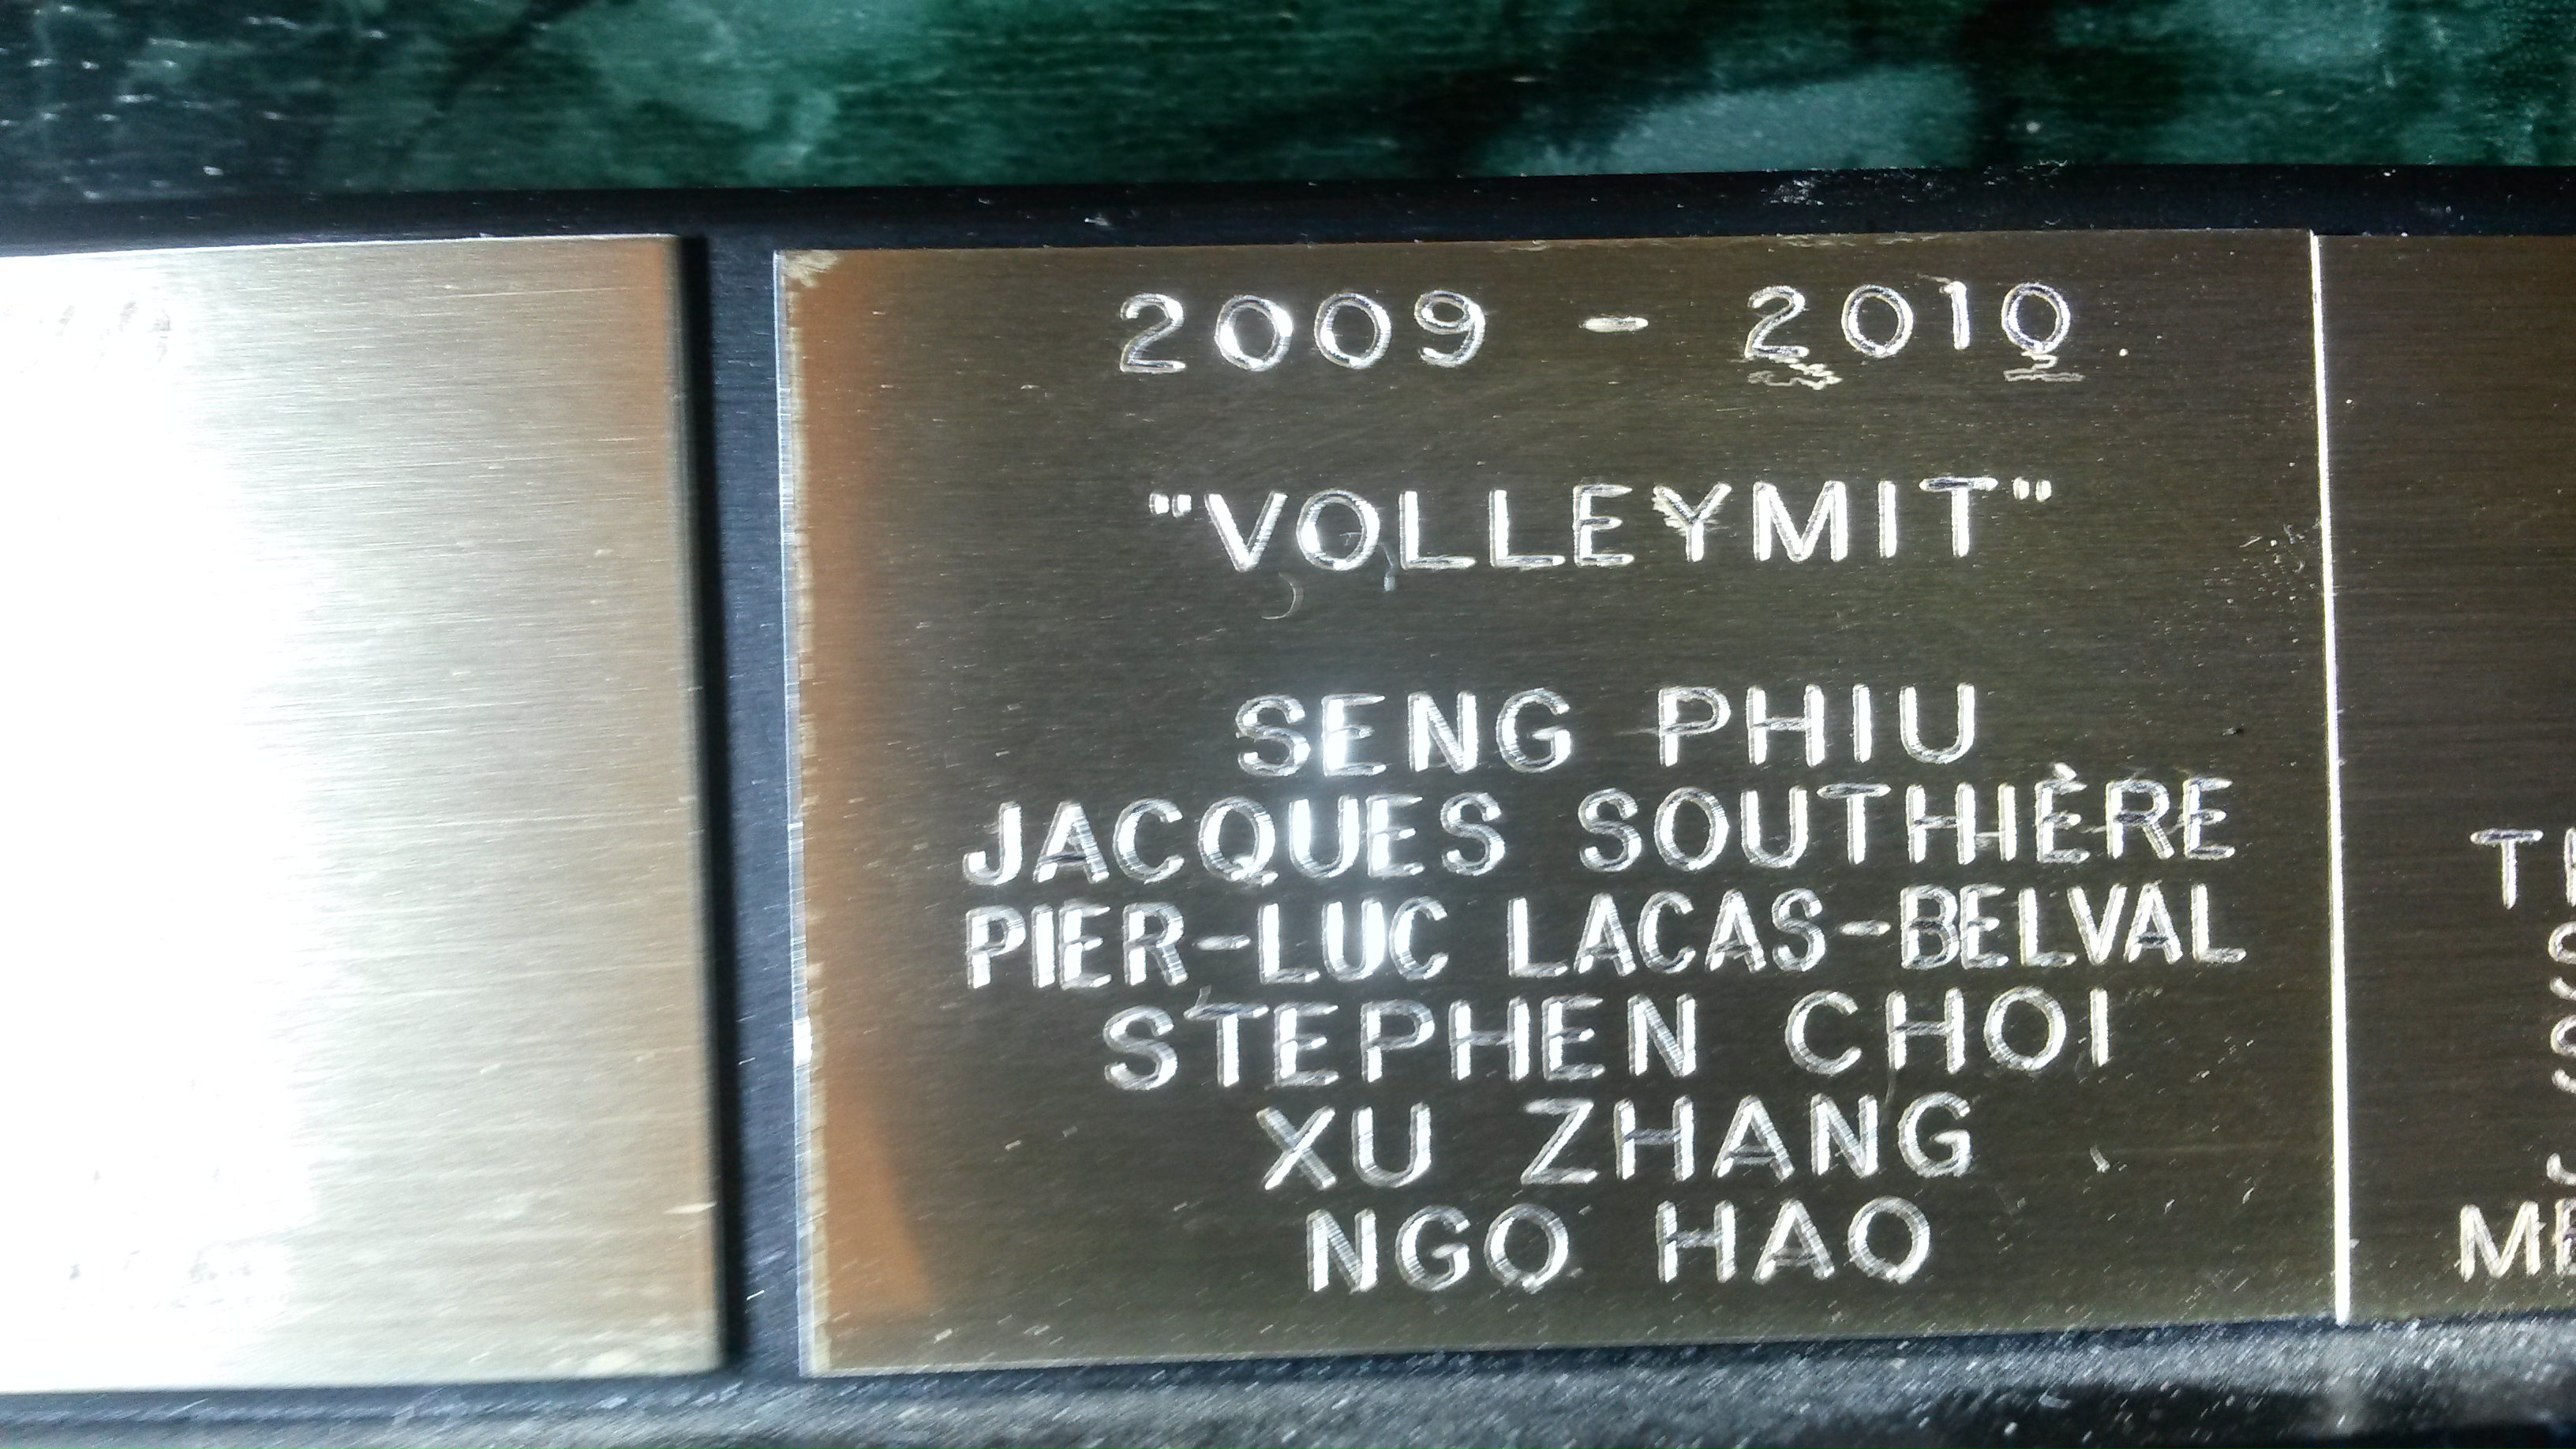 2009 - 2010
"VOLLEYMIT"
SENG PHIU
JACQUES SOUTHIÈRE
PIER-LUC LACAS-BELVAL
STEPHEN CHOI
XU ZHANG
NGO HAO